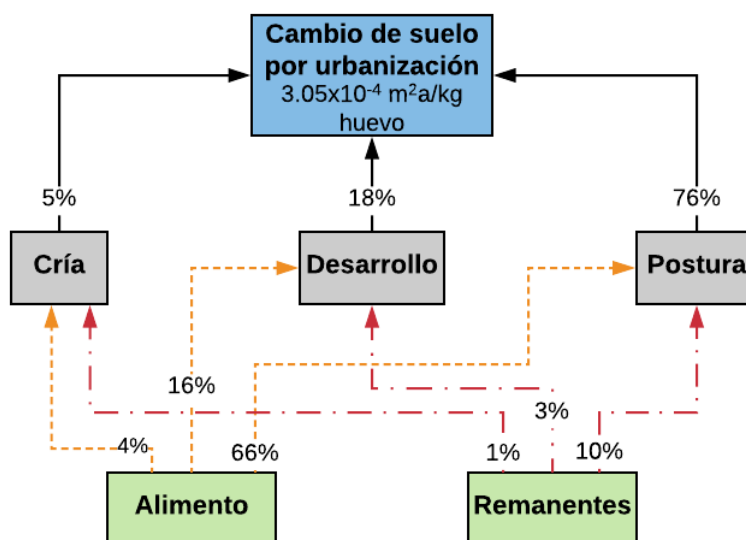 Cambio de suelo
por urbanización
3.05x10⁻⁴ m²a/kg
huevo
5%
18%
76%
Cría
Desarrollo
Postura
16%
3%
4%
66%
1%
10%
Alimento
Remanentes